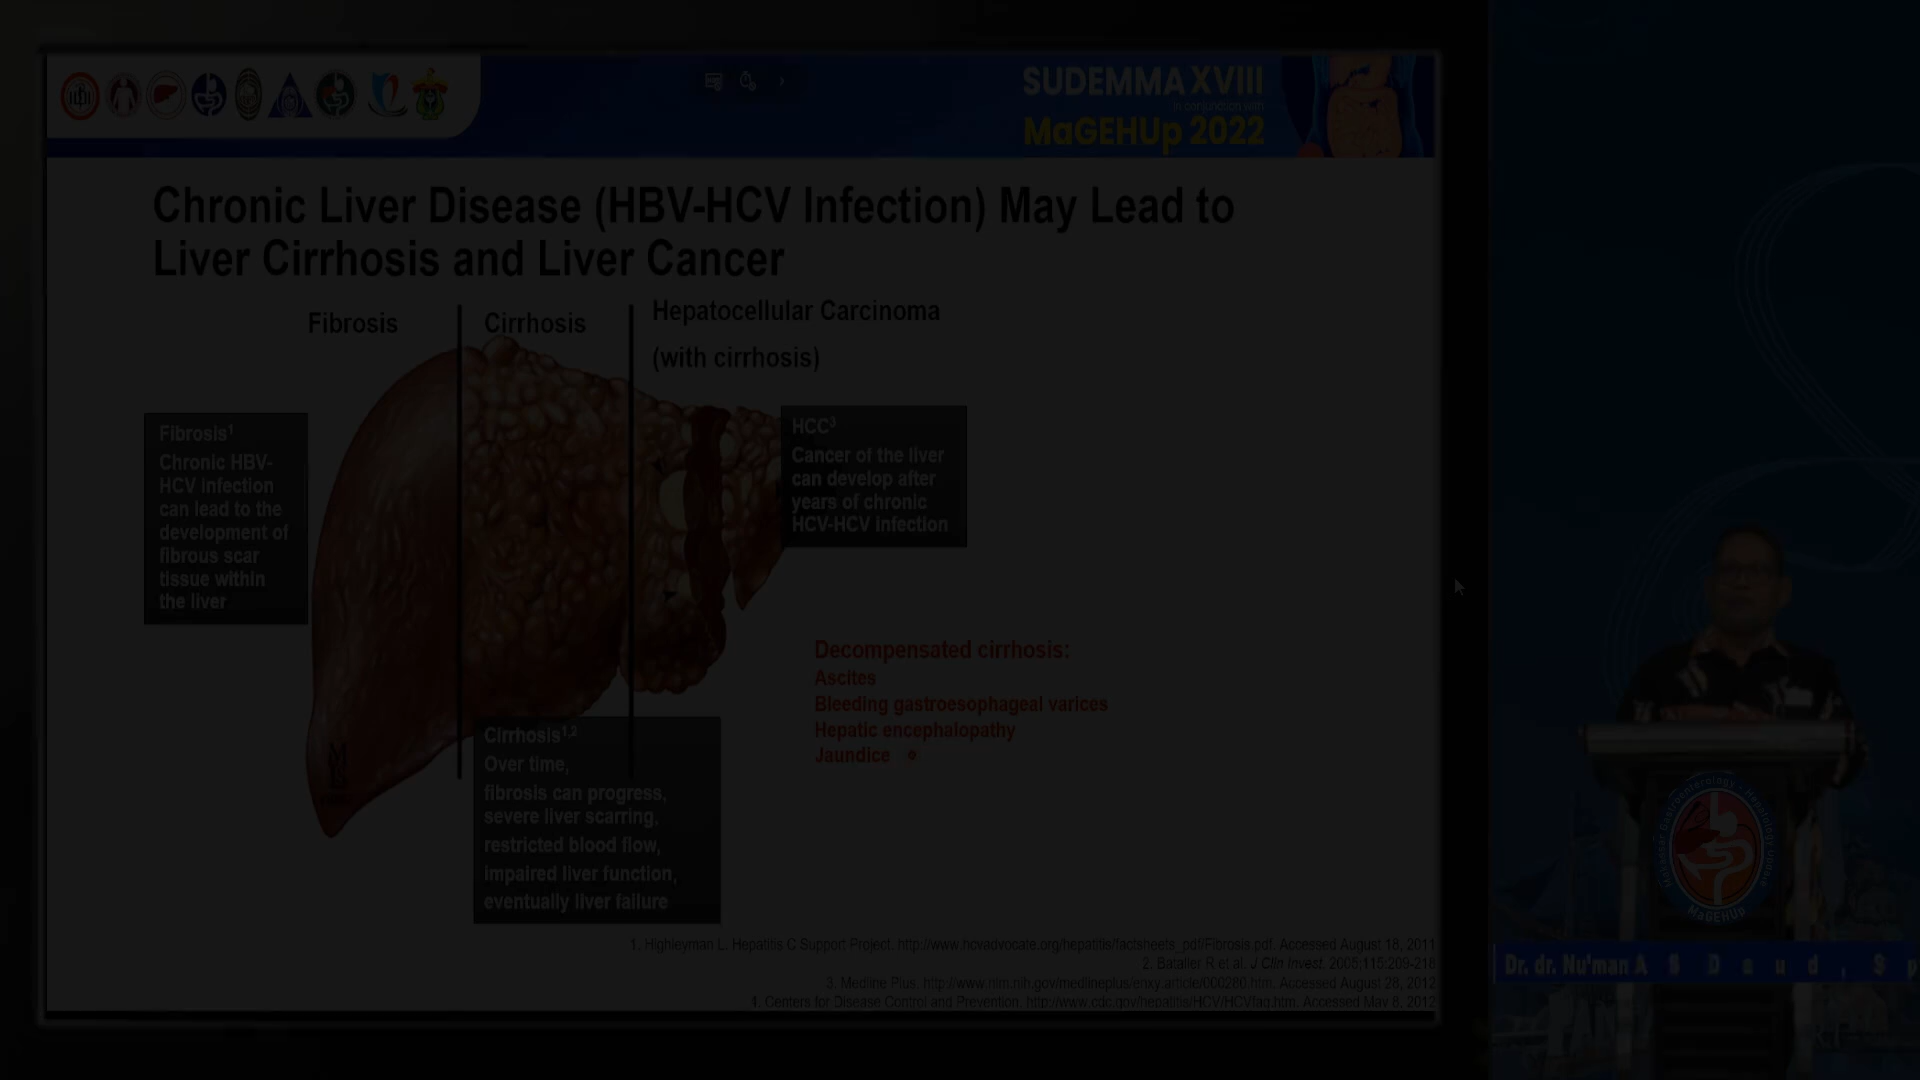 SUDEMMA XVIII
in conjunction with
MaGEHUp 2022
Chronic Liver Disease (HBV-HCV Infection) May Lead to
Liver Cirrhosis and Liver Cancer
Fibrosis
Cirrhosis
Hepatocellular Carcinoma
(with cirrhosis)
Fibrosis1
Chronic HBV-
HCV infection
can lead to the
development of
fibrous scar
tissue within
the liver
HCC3
Cancer of the liver
can develop after
years of chronic
HCV-HCV infection
Decompensated cirrhosis:
Ascites
Bleeding gastroesophageal varices
Hepatic encephalopathy
Jaundice
Cirrhosis1,2
Over time,
fibrosis can progress,
severe liver scarring,
restricted blood flow,
impaired liver function,
eventually liver failure
1. Highleyman L. Hepatitis C Support Project. http://www.hcvadvocate.org/hepatitis/factsheets_pdf/Fibrosis.pdf. Accessed August 18, 2011
2. Bataller R et al. J Clin Invest. 2005;115:209-218
3. Medline Plus. http://www.nlm.nih.gov/medlineplus/enxy.article/000280.htm. Accessed August 28, 2012
4. Centers for Disease Control and Prevention. http://www.cdc.gov/hepatitis/HCV/HCVfaq.htm. Accessed May 8, 2012
Makassar Gastroenterology - Hepatology Update
MaGEHUp
Dr. dr. Nu'man A S D a u d , S p